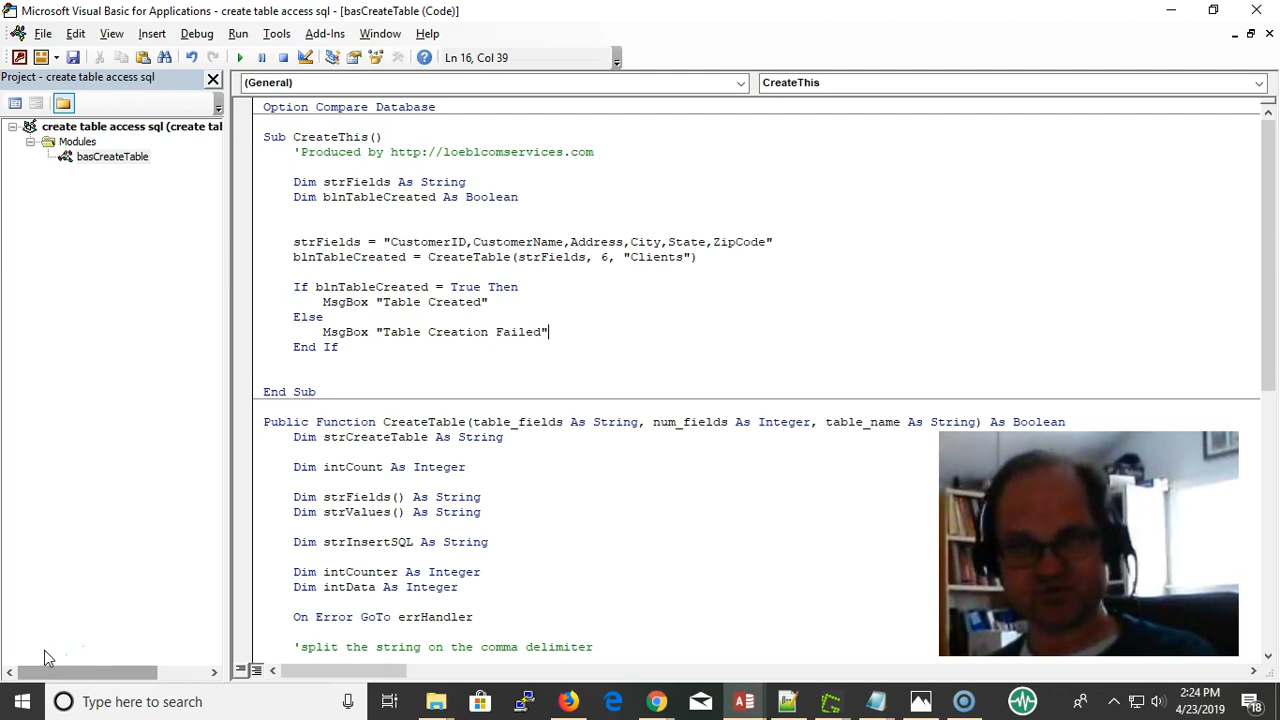 Microsoft Visual Basic for Applications - create table access sql - [basCreateTable (Code)]
File Edit View Insert Format Debug Run Tools Add-Ins Window Help
Ln 16, Col 39
Project - create table access sql
(General)
CreateThis
create table access sql (create tal
Modules
basCreateTable
Option Compare Database
Sub CreateThis()
'Produced by http://loeblcomservices.com
Dim strFields As String
Dim blnTableCreated As Boolean
strFields = "CustomerID,CustomerName,Address,City,State,ZipCode"
blnTableCreated = CreateTable(strFields, 6, "Clients")
If blnTableCreated = True Then
MsgBox "Table Created"
Else
MsgBox "Table Creation Failed"
End If
End Sub
Public Function CreateTable(table_fields As String, num_fields As Integer, table_name As String) As Boolean
Dim strCreateTable As String
Dim intCount As Integer
Dim strFields() As String
Dim strValues() As String
Dim strInsertSQL As String
Dim intCounter As Integer
Dim intData As Integer
On Error GoTo errHandler
'split the string on the comma delimiter
Type here to search
2:24 PM
4/23/2019
18